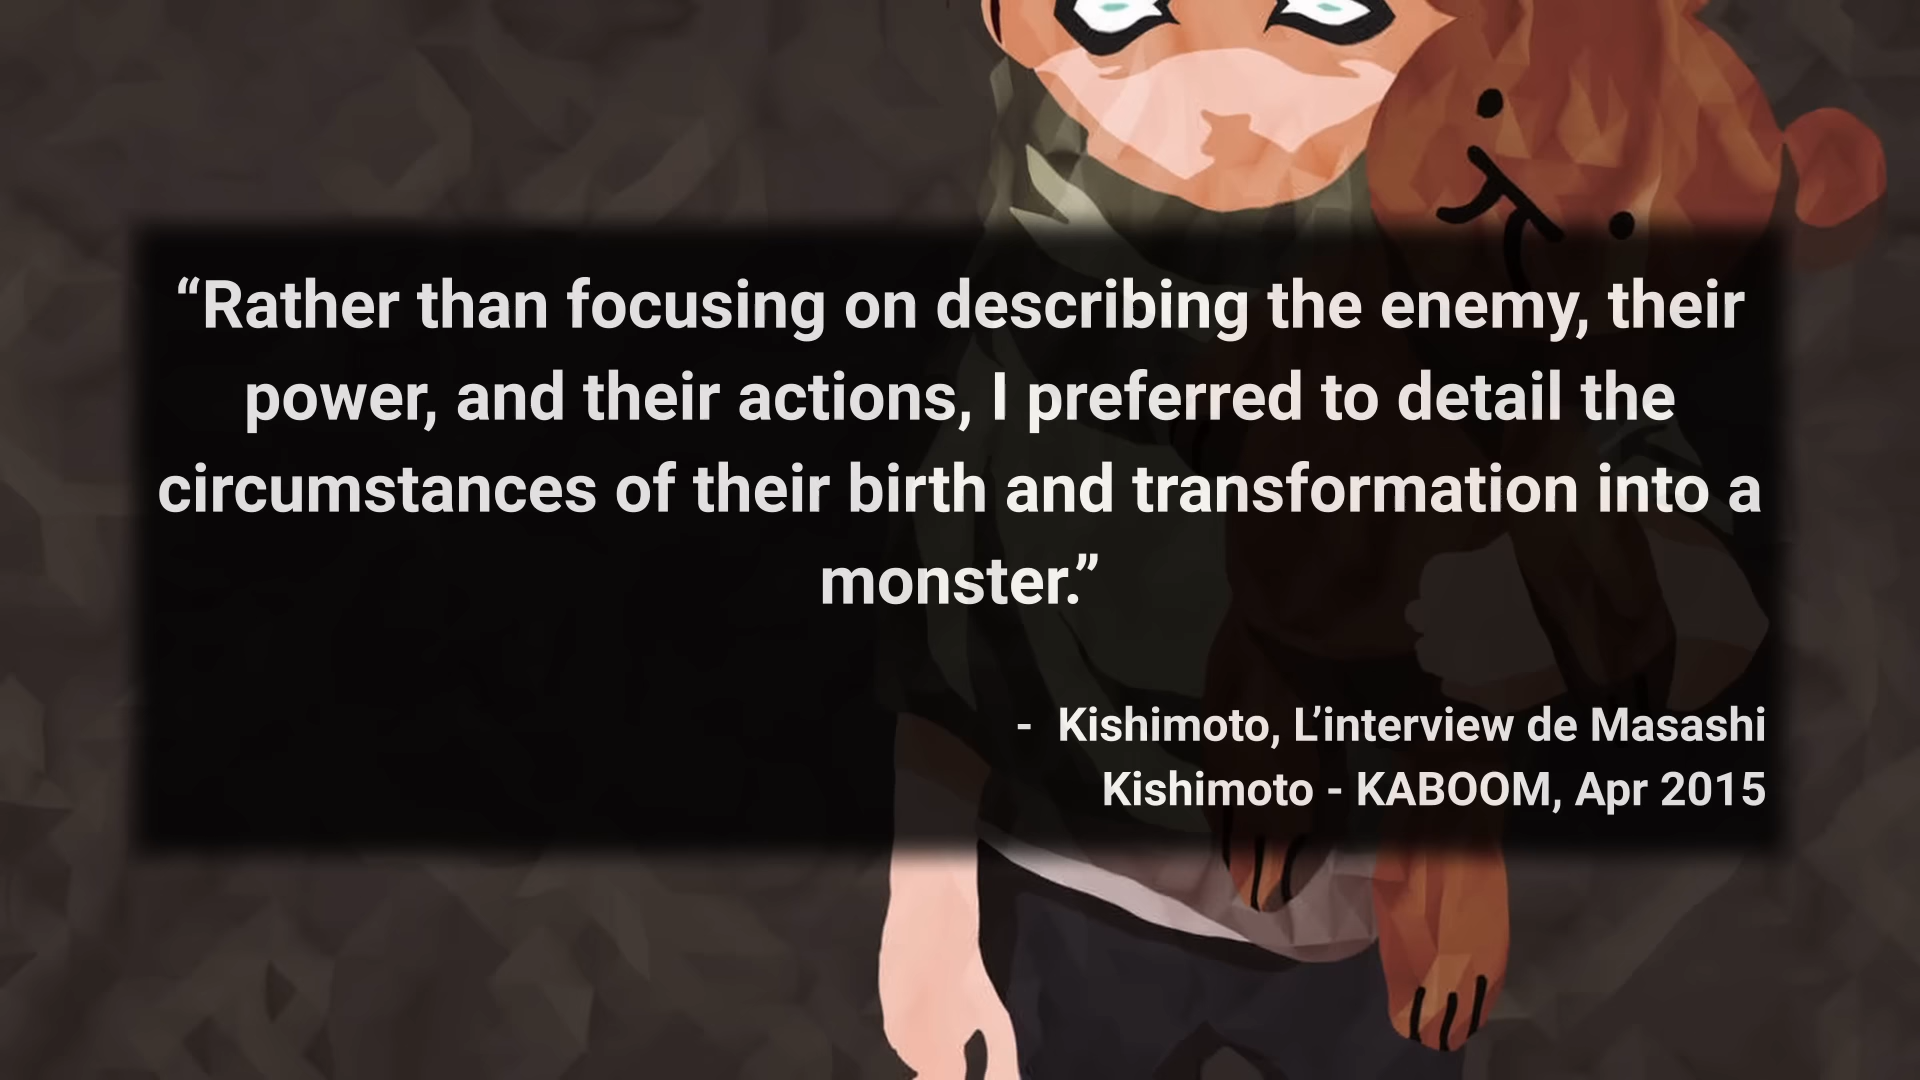 “Rather than focusing on describing the enemy, their
power, and their actions, I preferred to detail the
circumstances of their birth and transformation into a
monster.”
- Kishimoto, L’interview de Masashi
Kishimoto - KABOOM, Apr 2015